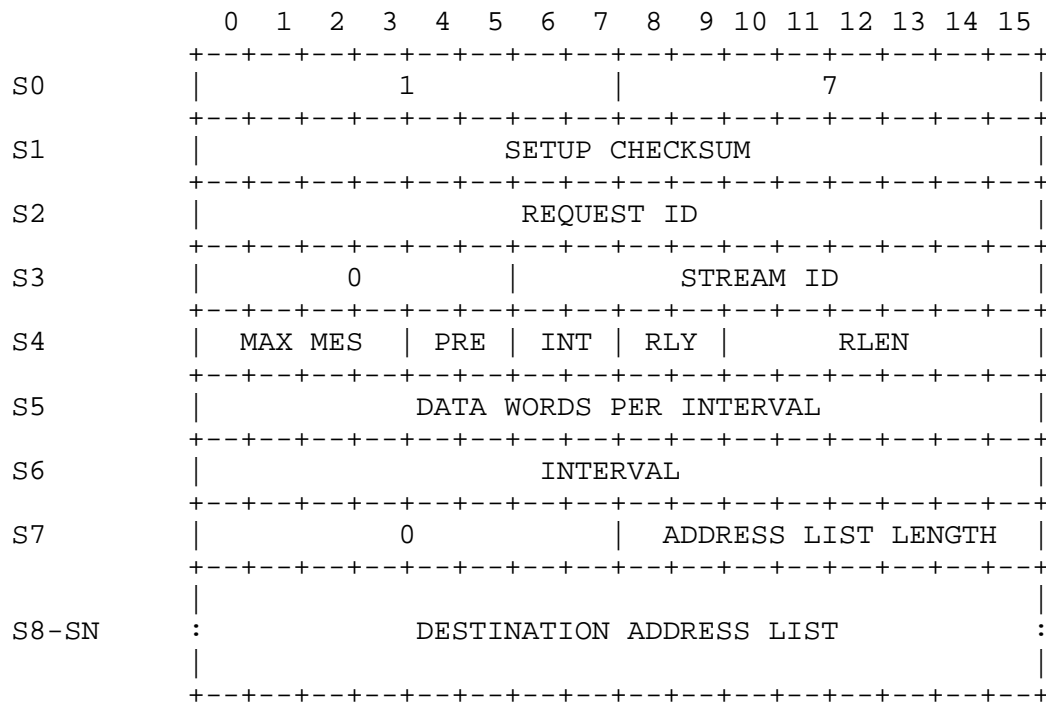 0 1 2 3 4 5 6 7 8 9 10 11 12 13 14 15
+--+--+--+--+--+--+--+--+--+--+--+--+--+--+--+--+
S0 | 1 | 7 |
+--+--+--+--+--+--+--+--+--+--+--+--+--+--+--+--+
S1 | SETUP CHECKSUM |
+--+--+--+--+--+--+--+--+--+--+--+--+--+--+--+--+
S2 | REQUEST ID |
+--+--+--+--+--+--+--+--+--+--+--+--+--+--+--+--+
S3 | 0 | STREAM ID |
+--+--+--+--+--+--+--+--+--+--+--+--+--+--+--+--+
S4 | MAX MES | PRE | INT | RLY | RLEN |
+--+--+--+--+--+--+--+--+--+--+--+--+--+--+--+--+
S5 | DATA WORDS PER INTERVAL |
+--+--+--+--+--+--+--+--+--+--+--+--+--+--+--+--+
S6 | INTERVAL |
+--+--+--+--+--+--+--+--+--+--+--+--+--+--+--+--+
S7 | 0 | ADDRESS LIST LENGTH |
+--+--+--+--+--+--+--+--+--+--+--+--+--+--+--+--+
| |
S8-SN : DESTINATION ADDRESS LIST :
| |
+--+--+--+--+--+--+--+--+--+--+--+--+--+--+--+--+